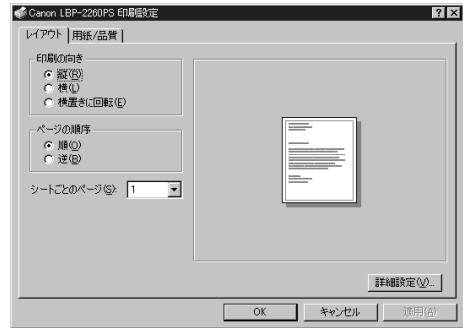 Canon LBP-2260PS 印刷設定
レイアウト 用紙/品質
印刷の向き
縦(R)
横(L)
横置きに回転(E)
ページの順序
順(O)
逆(B)
シートごとのページ(S): 1
詳細設定(V)...
OK キャンセル 適用(A)